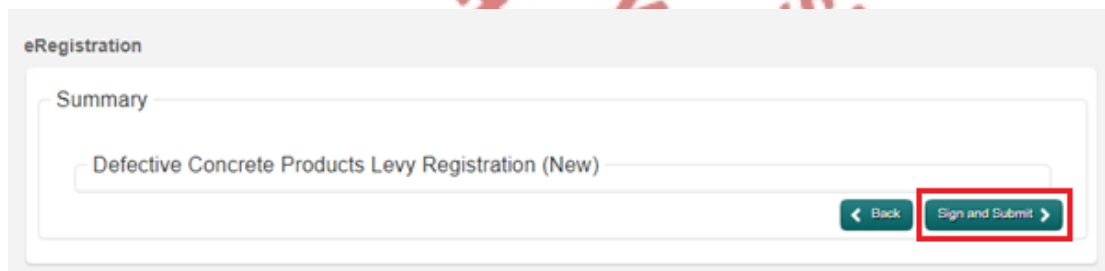 eRegistration
Summary
Defective Concrete Products Levy Registration (New)
Back
Sign and Submit